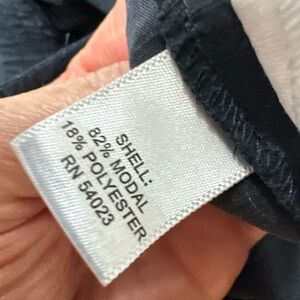 SHELL:
82% MODAL
18% POLYESTER
RN 54023